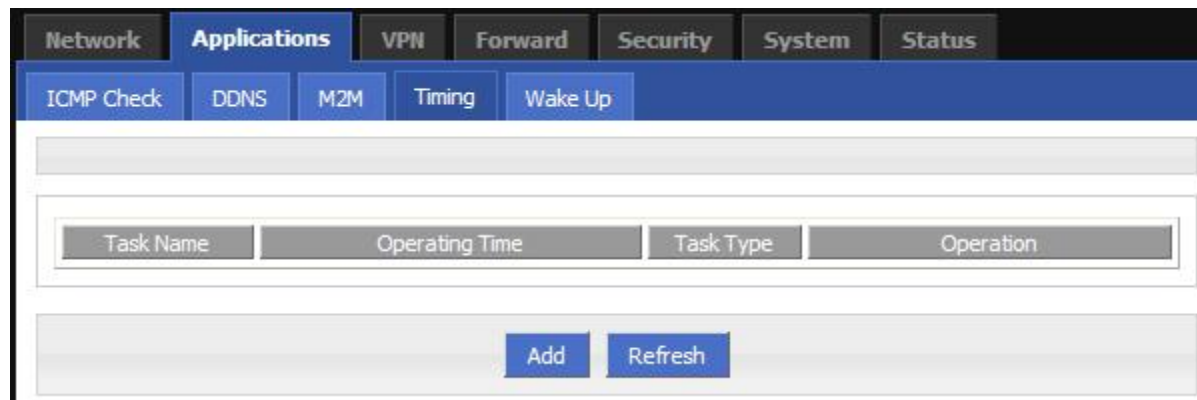 Network Applications VPN Forward Security System Status
ICMP Check DDNS M2M Timing Wake Up
Task Name Operating Time Task Type Operation
Add Refresh